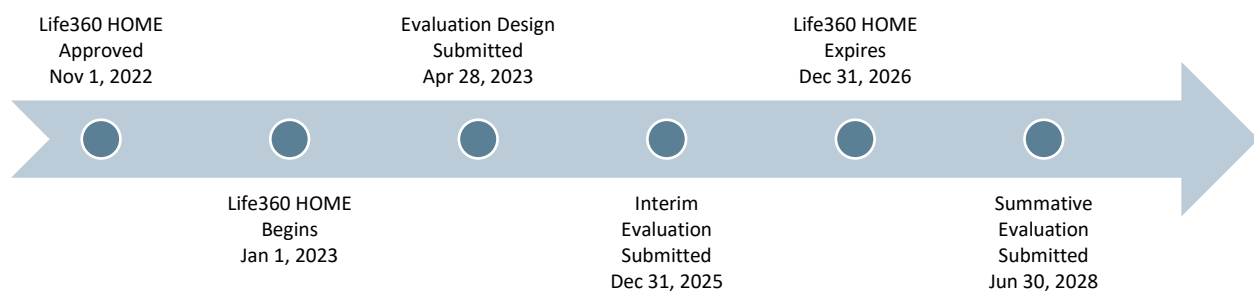 Life360 HOME
Approved
Nov 1, 2022
Life360 HOME
Begins
Jan 1, 2023
Evaluation Design
Submitted
Apr 28, 2023
Interim
Evaluation
Submitted
Dec 31, 2025
Life360 HOME
Expires
Dec 31, 2026
Summative
Evaluation
Submitted
Jun 30, 2028